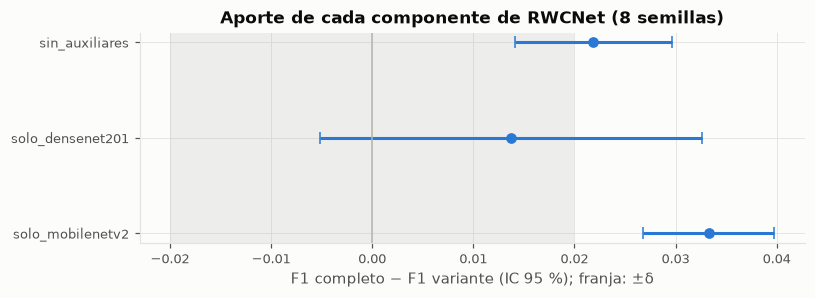 Aporte de cada componente de RWCNet (8 semillas)
sin_auxiliares
solo_densenet201
solo_mobilenetv2
−0.02 −0.01 0.00 0.01 0.02 0.03 0.04
F1 completo − F1 variante (IC 95 %); franja: ±δ